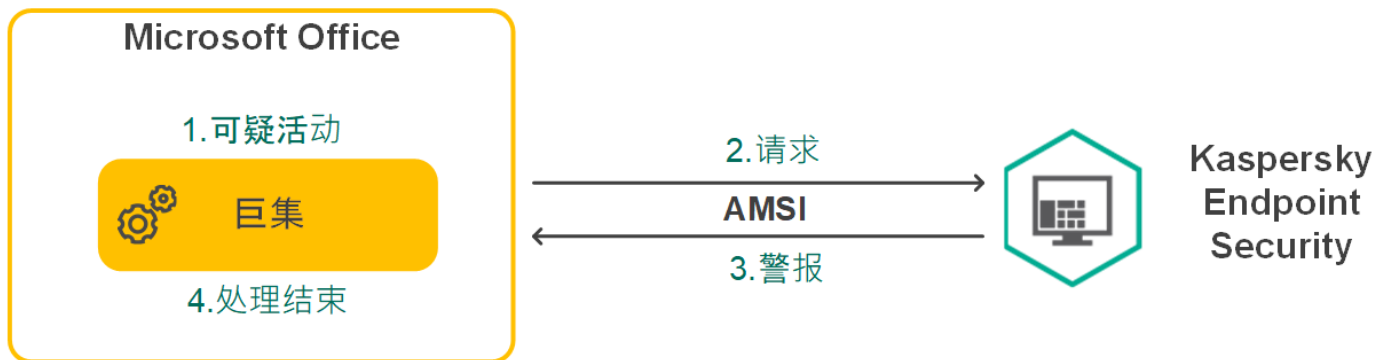 Microsoft Office
1.可疑活动
巨集
4.处理结束
2.请求
AMSI
3.警报
Kaspersky
Endpoint
Security